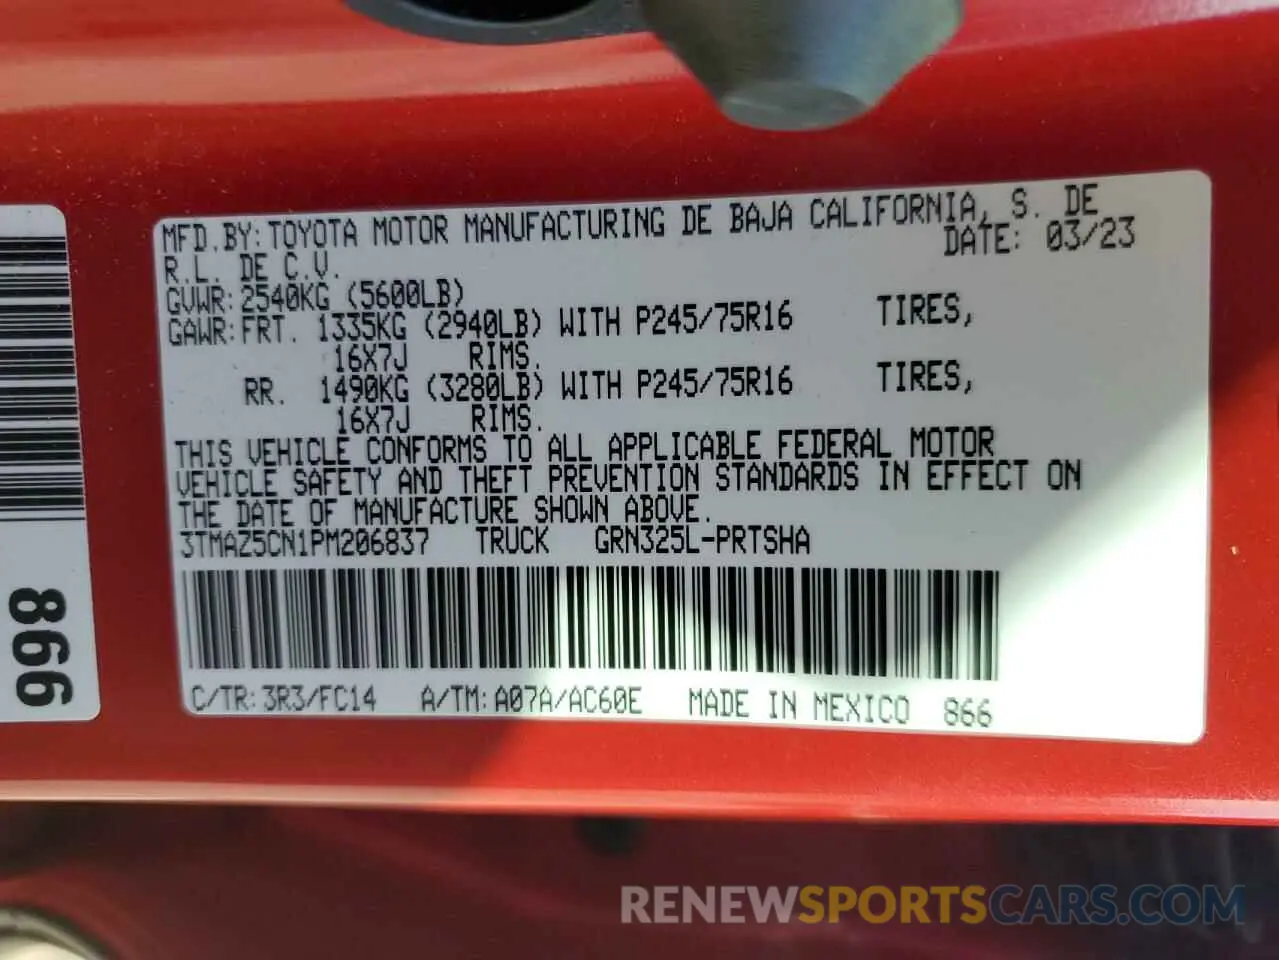 MFD.BY:TOYOTA MOTOR MANUFACTURING DE BAJA CALIFORNIA, S. DE
R.L. DE C.V. DATE: 03/23
GVWR:2540KG (5600LB)
GAWR:FRT. 1335KG (2940LB) WITH P245/75R16 TIRES,
16X7J RIMS.
RR. 1490KG (3280LB) WITH P245/75R16 TIRES,
16X7J RIMS.
THIS VEHICLE CONFORMS TO ALL APPLICABLE FEDERAL MOTOR
VEHICLE SAFETY AND THEFT PREVENTION STANDARDS IN EFFECT ON
THE DATE OF MANUFACTURE SHOWN ABOVE.
3TMAZ5CN1PM206837 TRUCK GRN325L-PRTSHA
C/TR:3R3/FC14 A/TM:A07A/AC60E MADE IN MEXICO 866
866
RENEWSPORTSCARS.COM